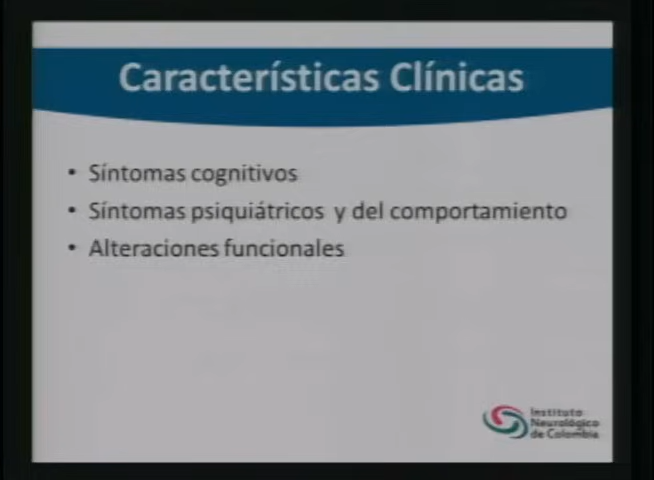 Características Clínicas
• Síntomas cognitivos
• Síntomas psiquiátricos y del comportamiento
• Alteraciones funcionales
Instituto
Neurológico
de Colombia